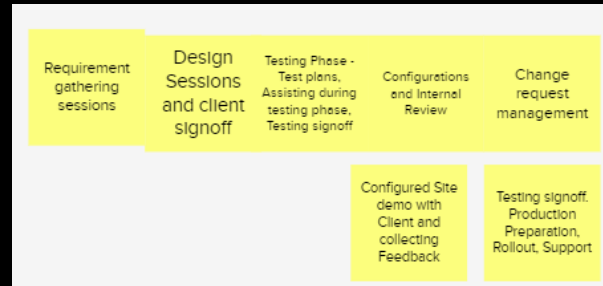 Requirement
gathering
sessions
Design
Sessions
and client
signoff
Testing Phase -
Test plans,
Assisting during
testing phase,
Testing signoff
Configurations
and Internal
Review
Change
request
management
Configured Site
demo with
Client and
collecting
Feedback
Testing signoff.
Production
Preparation,
Rollout, Support